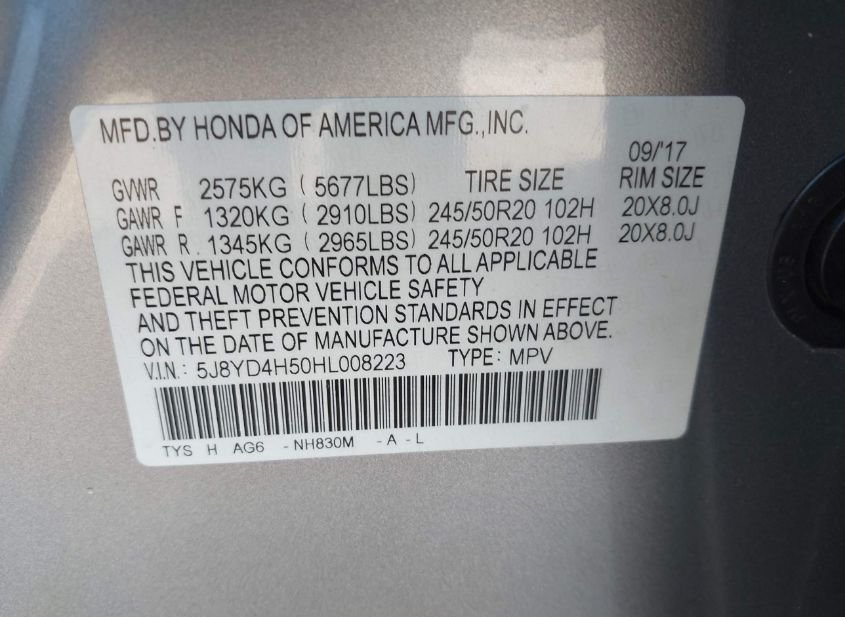 MFD.BY HONDA OF AMERICA MFG.,INC.
09/'17
GVWR 2575KG ( 5677LBS) TIRE SIZE RIM SIZE
GAWR F 1320KG ( 2910LBS) 245/50R20 102H 20X8.0J
GAWR R. 1345KG ( 2965LBS) 245/50R20 102H 20X8.0J
THIS VEHICLE CONFORMS TO ALL APPLICABLE
FEDERAL MOTOR VEHICLE SAFETY
AND THEFT PREVENTION STANDARDS IN EFFECT
ON THE DATE OF MANUFACTURE SHOWN ABOVE.
V.I.N.: 5J8YD4H50HL008223 TYPE: MPV
TYS H AG6 -NH830M -A -L